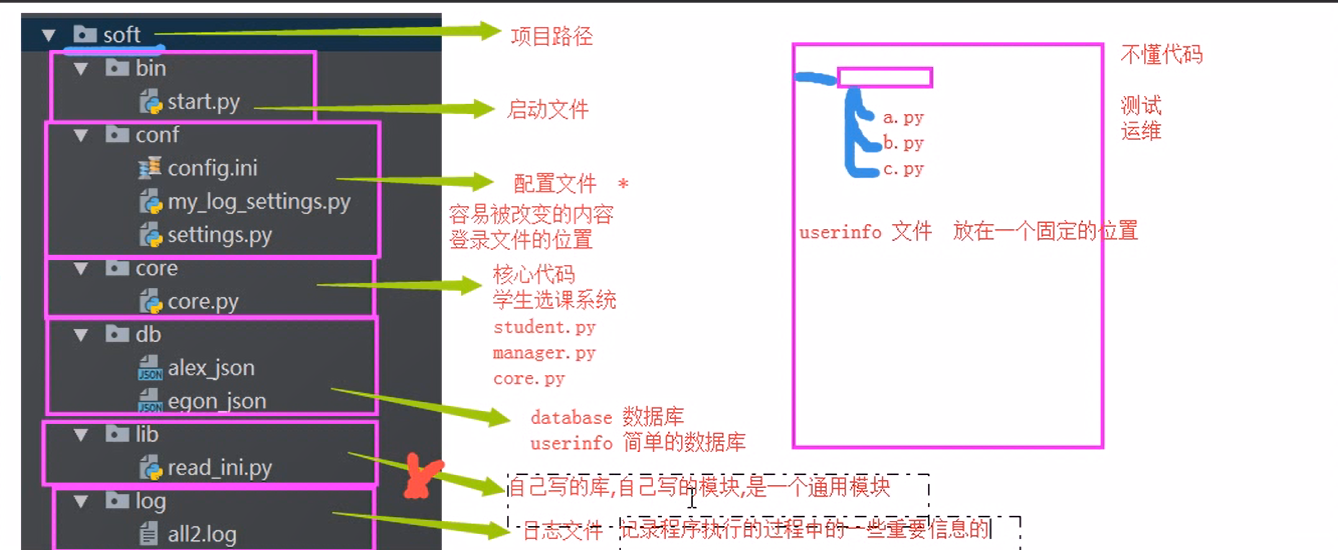 soft
项目路径
bin
start.py
启动文件
conf
config.ini
my_log_settings.py
settings.py
配置文件 *
容易被改变的内容
登录文件的位置
core
core.py
核心代码
学生选课系统
student.py
manager.py
core.py
db
alex_json
egon_json
database 数据库
userinfo 简单的数据库
lib
read_ini.py
自己写的库,自己写的模块,是一个通用模块
log
all2.log
日志文件 记录程序执行的过程中的一些重要信息的
不懂代码
测试
运维
a.py
b.py
c.py
userinfo 文件 放在一个固定的位置
JSON
JSON